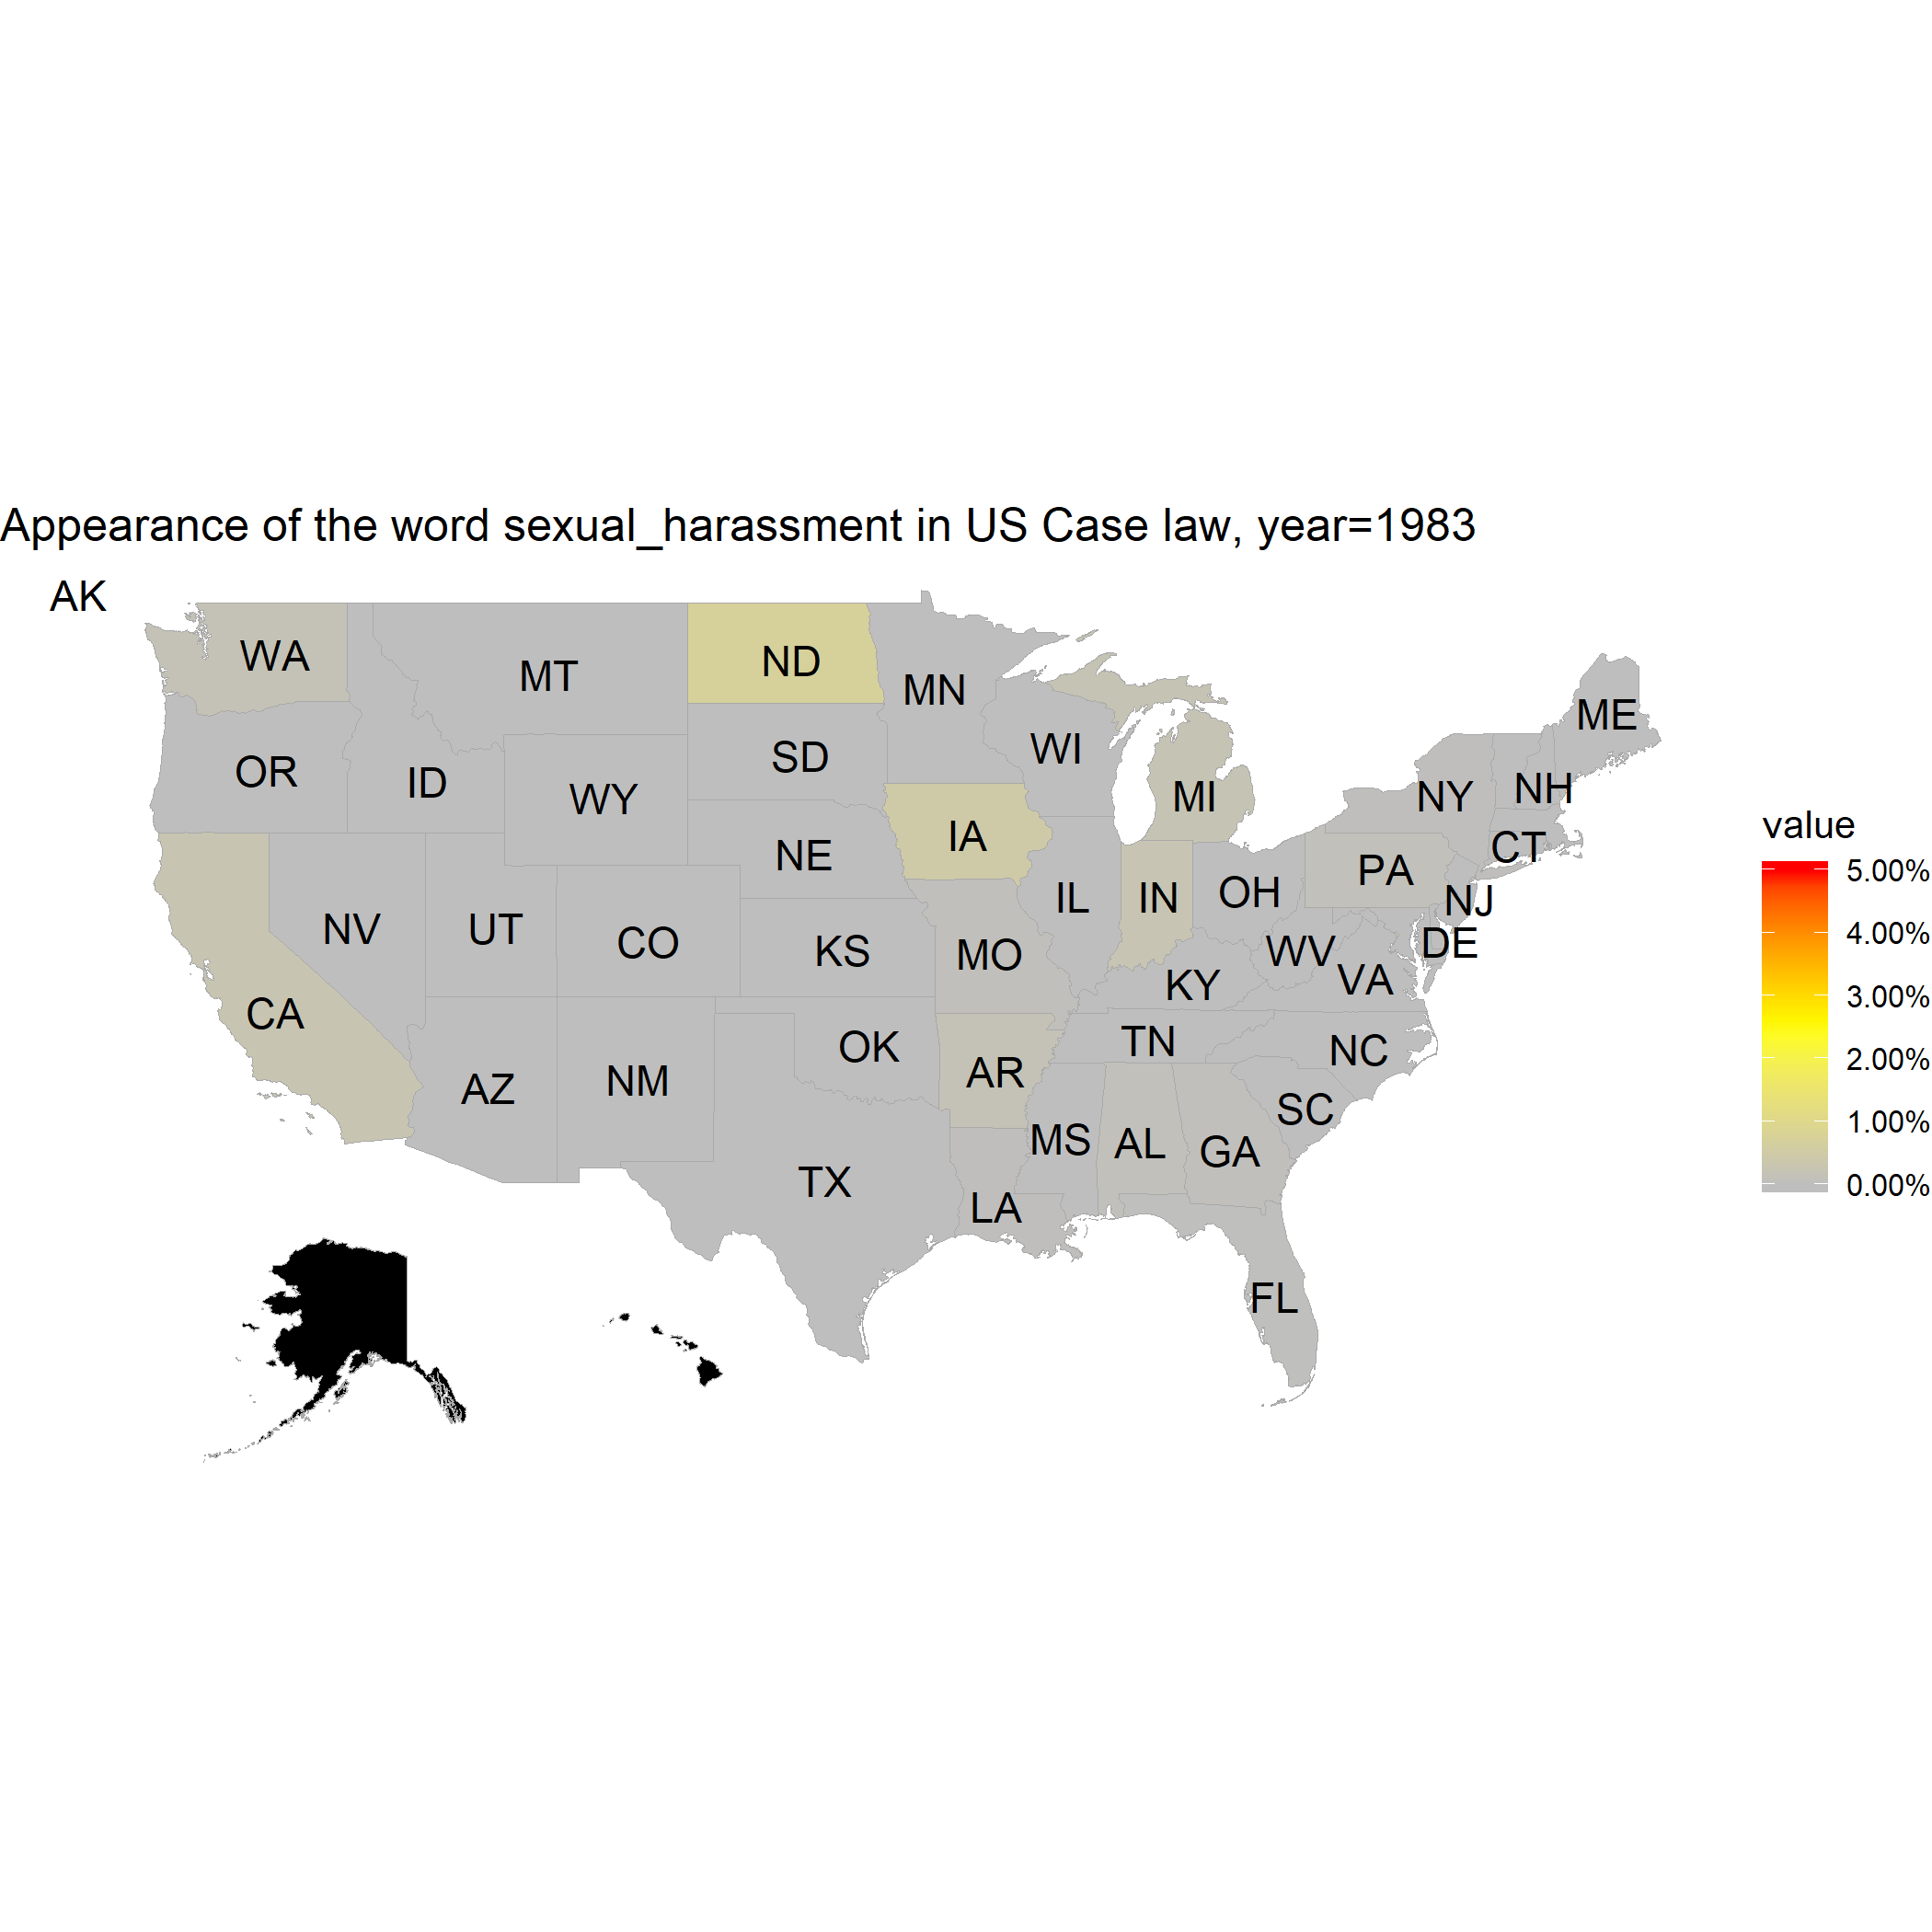 Appearance of the word sexual_harassment in US Case law, year=1983
AK
WA
MT
ND
MN
ME
OR
ID
WY
SD
WI
MI
NY
NH
CT
IA
NE
PA
NJ
NV
UT
CO
KS
MO
IL
IN
OH
WV
DE
VA
KY
CA
AZ
NM
OK
AR
TN
NC
SC
TX
LA
MS
AL
GA
FL
value
5.00%
4.00%
3.00%
2.00%
1.00%
0.00%